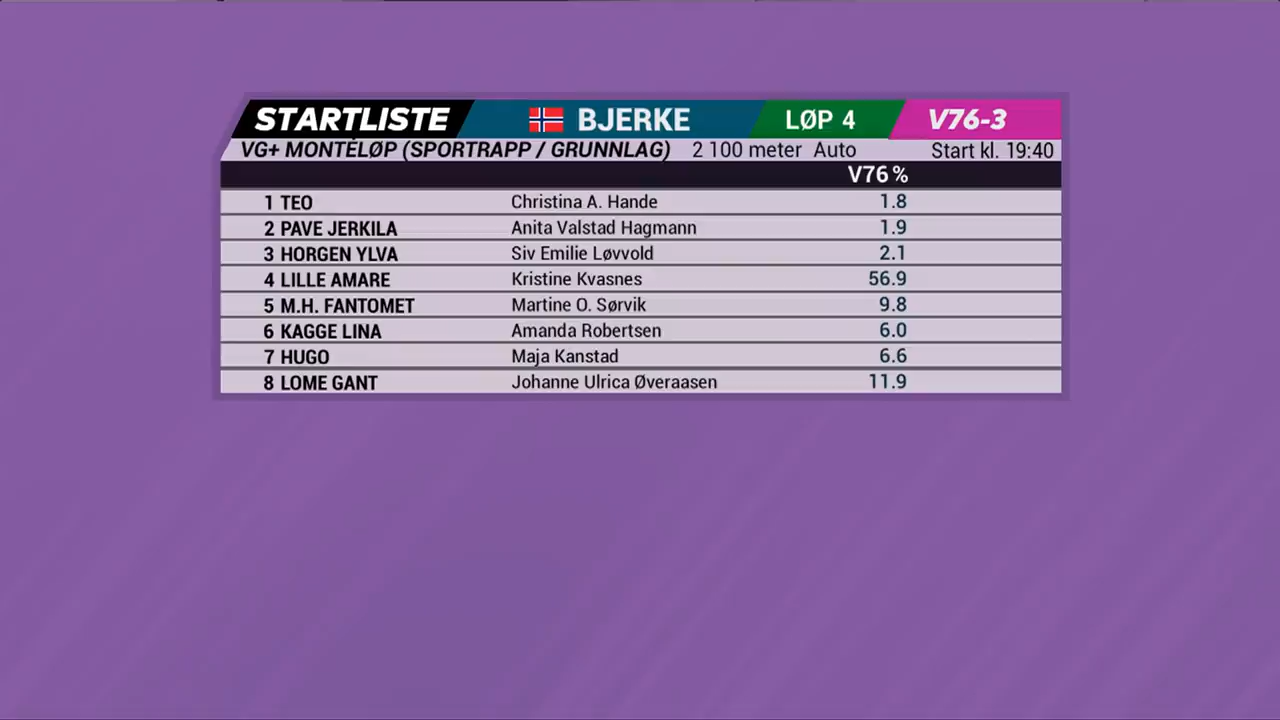 STARTLISTE BJERKE LØP 4 V76-3
VG+ MONTÉLØP (SPORTRAPP / GRUNNLAG) 2 100 meter Auto Start kl. 19:40
V76 %
1 TEO Christina A. Hande 1.8
2 PAVE JERKILA Anita Valstad Hagmann 1.9
3 HORGEN YLVA Siv Emilie Løvvold 2.1
4 LILLE AMARE Kristine Kvasnes 56.9
5 M.H. FANTOMET Martine O. Sørvik 9.8
6 KAGGE LINA Amanda Robertsen 6.0
7 HUGO Maja Kanstad 6.6
8 LOME GANT Johanne Ulrica Øveraasen 11.9